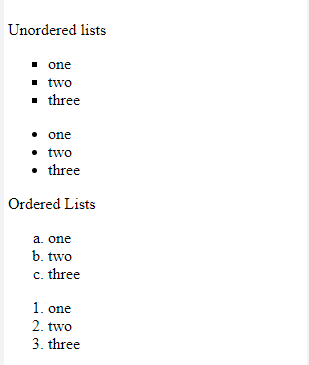 Unordered lists
▪ one
▪ two
▪ three
• one
• two
• three
Ordered Lists
a. one
b. two
c. three
1. one
2. two
3. three